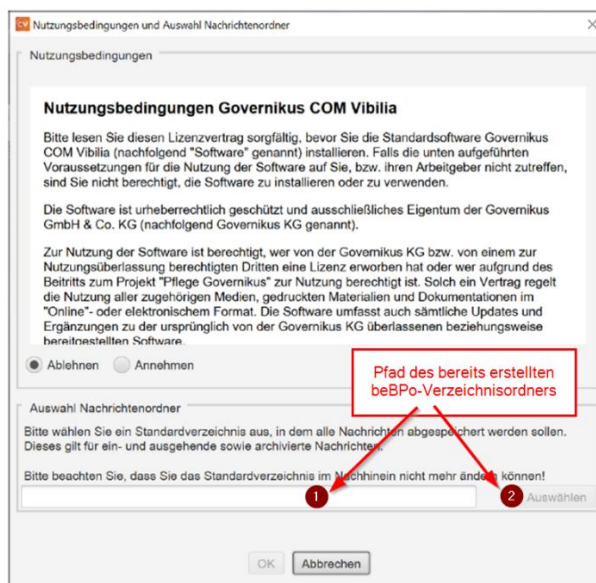 CV Nutzungsbedingungen und Auswahl Nachrichtenordner
Nutzungsbedingungen
Nutzungsbedingungen Governikus COM Vibilia
Bitte lesen Sie diesen Lizenzvertrag sorgfältig, bevor Sie die Standardsoftware Governikus
COM Vibilia (nachfolgend "Software" genannt) installieren. Falls die unten aufgeführten
Voraussetzungen für die Nutzung der Software auf Sie, bzw. ihren Arbeitgeber nicht zutreffen,
sind Sie nicht berechtigt, die Software zu installieren oder zu verwenden.
Die Software ist urheberrechtlich geschützt und ausschließliches Eigentum der Governikus
GmbH & Co. KG (nachfolgend Governikus KG genannt).
Zur Nutzung der Software ist berechtigt, wer von der Governikus KG bzw. von einem zur
Nutzungsüberlassung berechtigten Dritten eine Lizenz erworben hat oder wer aufgrund des
Beitritts zum Projekt "Pflege Governikus" zur Nutzung berechtigt ist. Solch ein Vertrag regelt
die Nutzung aller zugehörigen Medien, gedruckten Materialien und Dokumentationen im
"Online"- oder elektronischem Format. Die Software umfasst auch sämtliche Updates und
Ergänzungen zu der ursprünglich von der Governikus KG überlassenen beziehungsweise
bereitgestellten Software.
Ablehnen Annehmen
Pfad des bereits erstellten
beBPo-Verzeichnisordners
Auswahl Nachrichtenordner
Bitte wählen Sie ein Standardverzeichnis aus, in dem alle Nachrichten abgespeichert werden sollen.
Dieses gilt für ein- und ausgehende sowie archivierte Nachrichten.
Bitte beachten Sie, dass Sie das Standardverzeichnis im Nachhinein nicht mehr ändern können!
1 2 Auswählen
OK Abbrechen